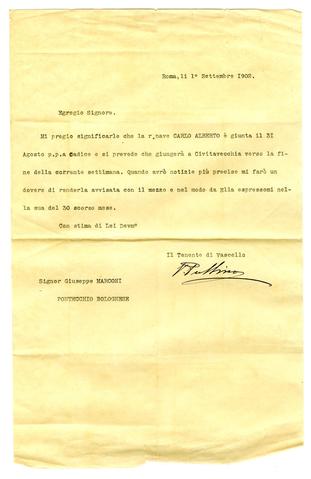 Roma,li 1° Settembre 1902.
Egregio Signore.
Mi pregio significarle che la r.nave CARLO ALBERTO è giunta il 31
Agosto p.p.a Cadice e si prevede che giungerà a Civitavecchia verso la fi=
ne della corrente settimana. Quando avrò notizie più precise mi farò un
dovere di renderla avvisata con il mezzo e nel modo da Ella espressomi nel=
la sua del 30 scorso mese.
Con stima di Lei Devm°
Il Tenente di Vascello
Signor Giuseppe MARCONI
PONTECCHIO BOLOGNESE